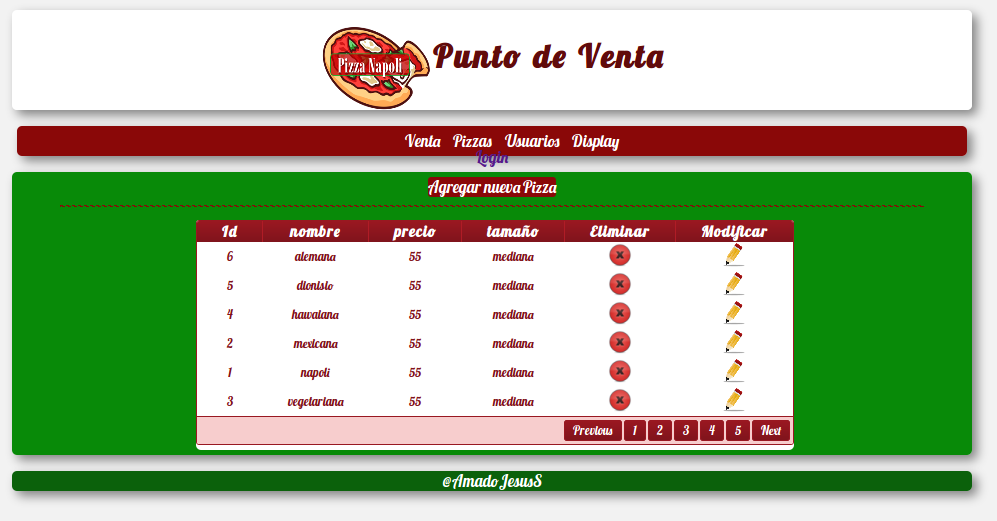 Pizza Napoli
Punto de Venta
Venta Pizzas Usuarios Display
Login
Agregar nueva Pizza
Id nombre precio tamaño Eliminar Modificar
6 alemana 55 mediana
5 dionisio 55 mediana
4 hawaiana 55 mediana
2 mexicana 55 mediana
1 napoli 55 mediana
3 vegetariana 55 mediana
Previous 1 2 3 4 5 Next
@AmadoJesusS